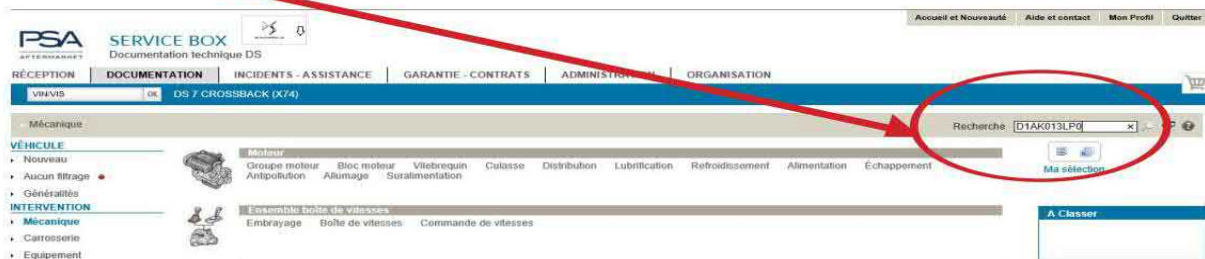 Accueil et Nouveauté Aide et contact Mon Profil Quitter
PSA
AFTERMARKET
SERVICE BOX
Documentation technique DS
RÉCEPTION DOCUMENTATION INCIDENTS - ASSISTANCE GARANTIE - CONTRATS ORGANISATION
VIN/VIS OK DS 7 CROSSBACK (X74)
Mécanique
Recherche D1AK013LP0 x
VÉHICULE
Nouveau
Aucun filtrage
Généralités
INTERVENTION
Mécanique
Carrosserie
Equipement
Moteur
Groupe moteur Bloc moteur Vilebrequin Culasse Distribution Lubrification Refroidissement Alimentation Échappement
Antipollution Allumage Suralimentation
Ensemble boîte de vitesses
Embrayage Boîte de vitesses Commande de vitesses
Ma sélection
A Classer